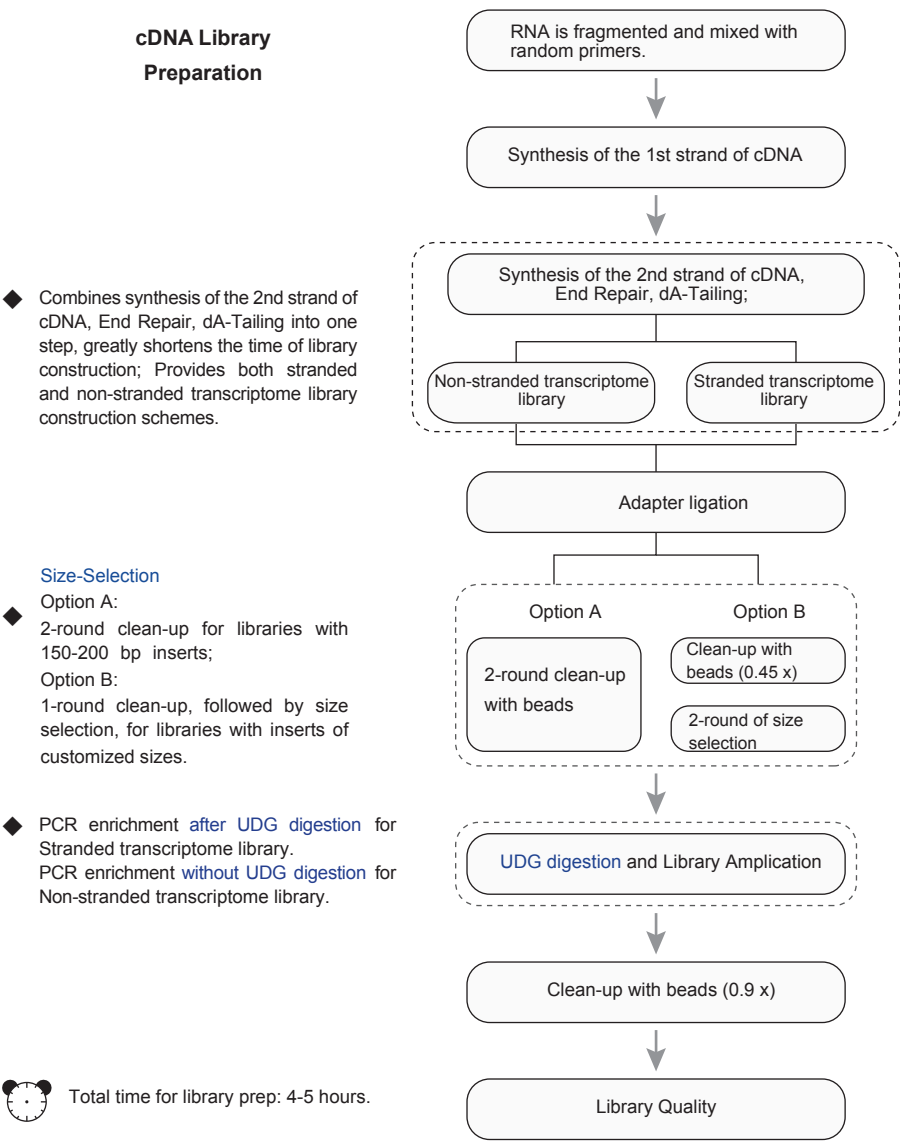 cDNA Library
Preparation
RNA is fragmented and mixed with
random primers.
Synthesis of the 1st strand of cDNA
Synthesis of the 2nd strand of cDNA,
End Repair, dA-Tailing;
Non-stranded transcriptome
library
Stranded transcriptome
library
◆ Combines synthesis of the 2nd strand of
cDNA, End Repair, dA-Tailing into one
step, greatly shortens the time of library
construction; Provides both stranded
and non-stranded transcriptome library
construction schemes.
Adapter ligation
Size-Selection
◆ Option A:
2-round clean-up for libraries with
150-200 bp inserts;
Option B:
1-round clean-up, followed by size
selection, for libraries with inserts of
customized sizes.
Option A
2-round clean-up
with beads
Option B
Clean-up with
beads (0.45 x)
2-round of size
selection
◆ PCR enrichment after UDG digestion for
Stranded transcriptome library.
PCR enrichment without UDG digestion for
Non-stranded transcriptome library.
UDG digestion and Library Amplication
Clean-up with beads (0.9 x)
Total time for library prep: 4-5 hours.
Library Quality